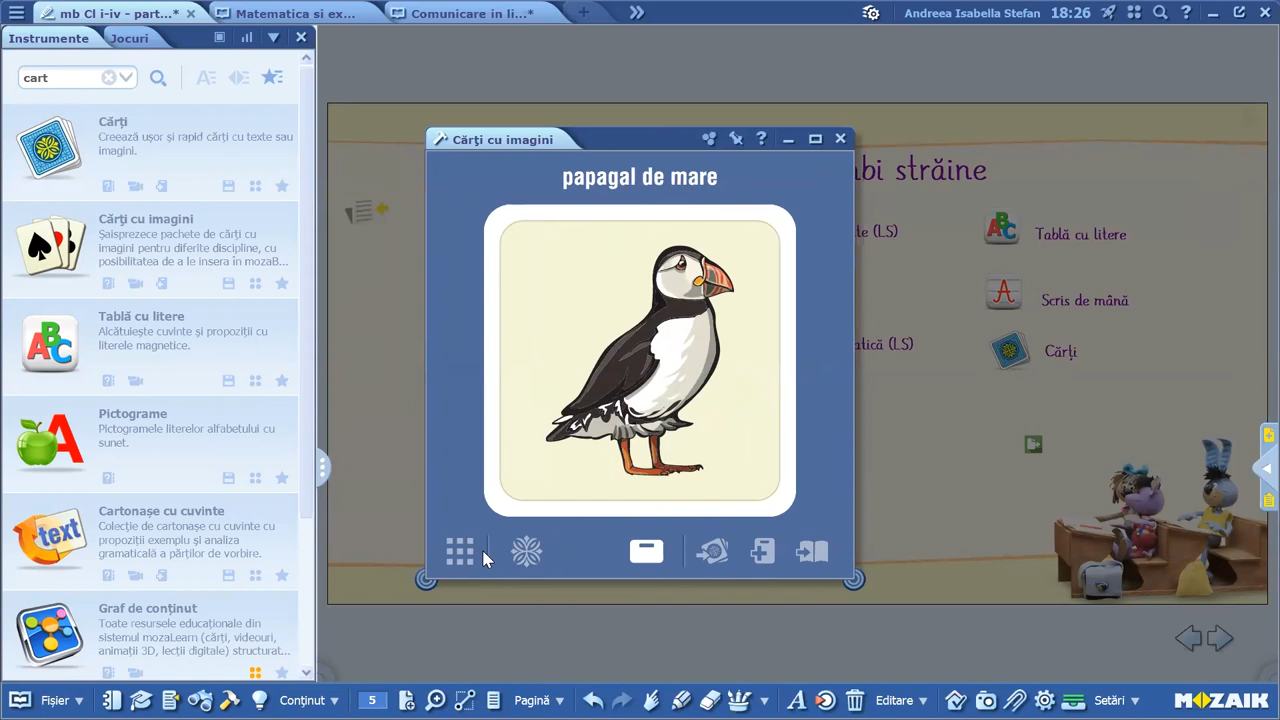 mb Cl i-iv - part...*
Matematica si ex...
Comunicare in li...*
Andreea Isabella Stefan
18:26
Instrumente
Jocuri
cart
Cărți
Creează ușor și rapid cărți cu texte sau
imagini.
Cărți cu imagini
Șaisprezece pachete de cărți cu
imagini pentru diferite discipline, cu
posibilitatea de a le insera în mozaB...
Tablă cu litere
Alcătuiește cuvinte și propoziții cu
literele magnetice.
Pictograme
Pictogramele literelor alfabetului cu
sunet.
Cartonașe cu cuvinte
Colecție de cartonașe cu cuvinte cu
propoziții și analiza
gramaticală a părților de vorbire.
Graf de conținut
Toate resursele educaționale din
sistemul mozaLearn (cărți, videouri,
animații 3D, lecții digitale) structurat...
Cărți cu imagini
papagal de mare
bi străine
le (LS)
Tablă cu litere
Scris de mână
atică (LS)
Cărți
ABC
A
text
Fișier
Conținut
5
Pagină
Editare
Setări
MOZAIK